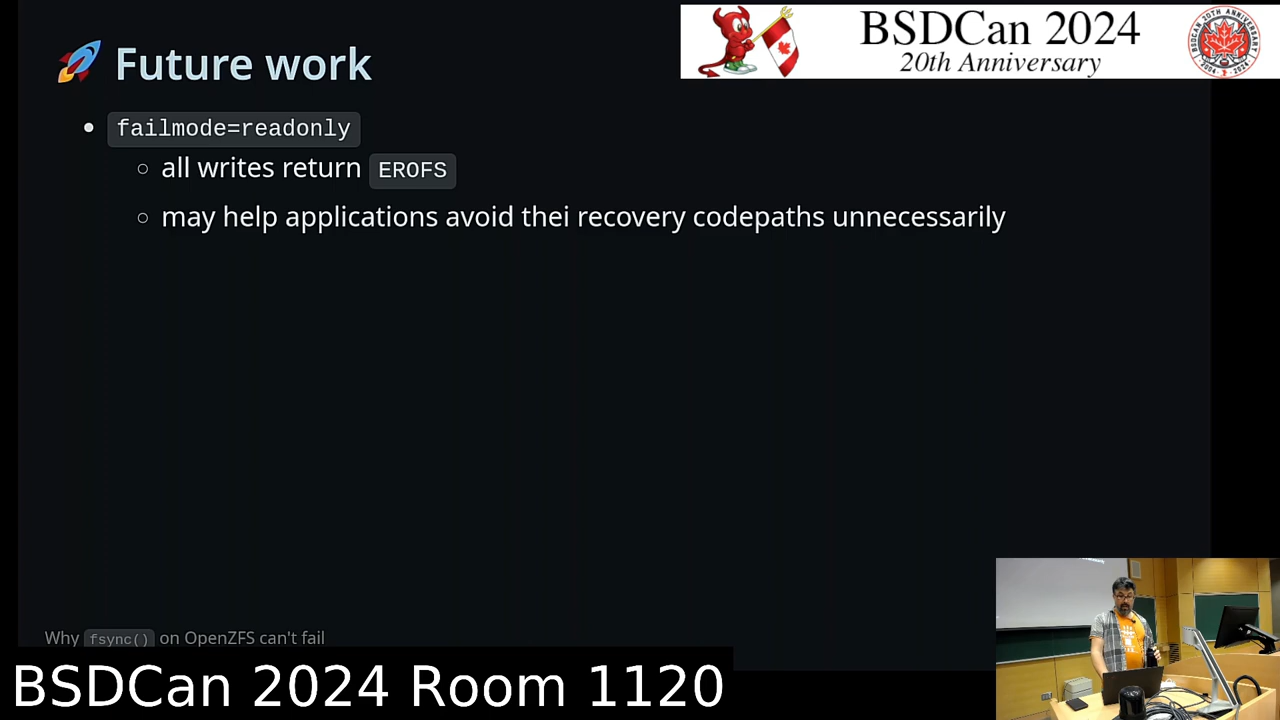 Future work
BSDCan 2024
20th Anniversary
failmode=readonly
all writes return EROFS
may help applications avoid thei recovery codepaths unnecessarily
Why fsync() on OpenZFS can't fail
BSDCan 2024 Room 1120